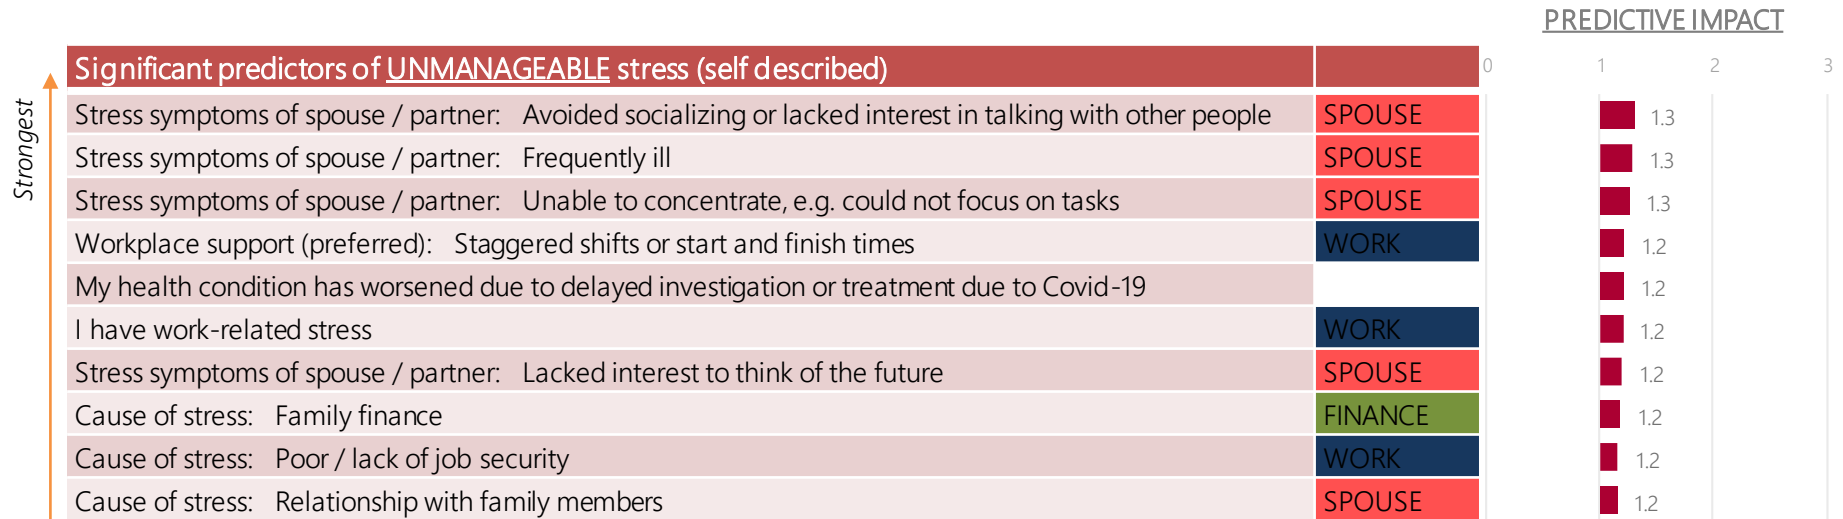 PREDICTIVE IMPACT
Significant predictors of UNMANAGEABLE stress (self described)
0 1 2 3
Strongest
Stress symptoms of spouse / partner: Avoided socializing or lacked interest in talking with other people SPOUSE 1.3
Stress symptoms of spouse / partner: Frequently ill SPOUSE 1.3
Stress symptoms of spouse / partner: Unable to concentrate, e.g. could not focus on tasks SPOUSE 1.3
Workplace support (preferred): Staggered shifts or start and finish times WORK 1.2
My health condition has worsened due to delayed investigation or treatment due to Covid-19 1.2
I have work-related stress WORK 1.2
Stress symptoms of spouse / partner: Lacked interest to think of the future SPOUSE 1.2
Cause of stress: Family finance FINANCE 1.2
Cause of stress: Poor / lack of job security WORK 1.2
Cause of stress: Relationship with family members SPOUSE 1.2